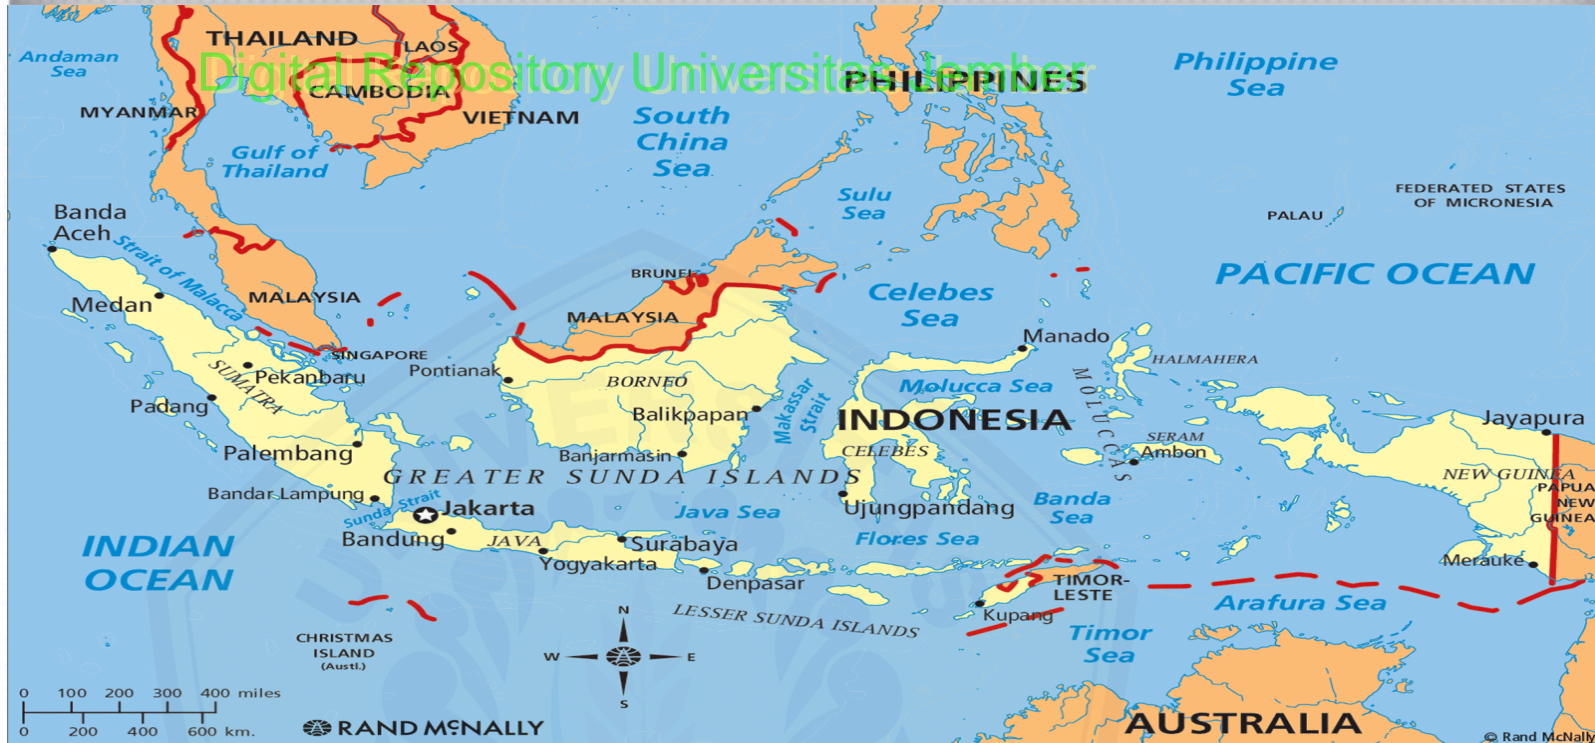 THAILAND
LAOS
Andaman
Sea
Digital Repository Universitas Jember
PHILIPPINES
Philippine
Sea
CAMBODIA
MYANMAR
VIETNAM
South
China
Sea
Gulf of
Thailand
Sulu
Sea
FEDERATED STATES
OF MICRONESIA
PALAU
Banda
Aceh
Strait of Malacca
BRUNEI
PACIFIC OCEAN
Medan
MALAYSIA
MALAYSIA
Celebes
Sea
Manado
SINGAPORE
Pontianak
HALMAHERA
SUMATRA
Pekanbaru
BORNEO
Molucca Sea
MOLUCCAS
Padang
Balikpapan
Makassar
Strait
INDONESIA
Jayapura
Palembang
Banjarmasin
CELEBES
SERAM
Ambon
GREATER SUNDA ISLANDS
NEW GUINEA
PAPUA
NEW
GUINEA
Bandar Lampung
Sunda Strait
Jakarta
Java Sea
Ujungpandang
Banda
Sea
INDIAN
OCEAN
Bandung
JAVA
Surabaya
Yogyakarta
Flores Sea
Merauke
Denpasar
TIMOR-
LESTE
Arafura Sea
Kupang
LESSER SUNDA ISLANDS
Timor
Sea
CHRISTMAS
ISLAND
(Austl.)
N
W E
S
0 100 200 300 400 miles
0 200 400 600 km.
RAND McNALLY
AUSTRALIA
© Rand McNally